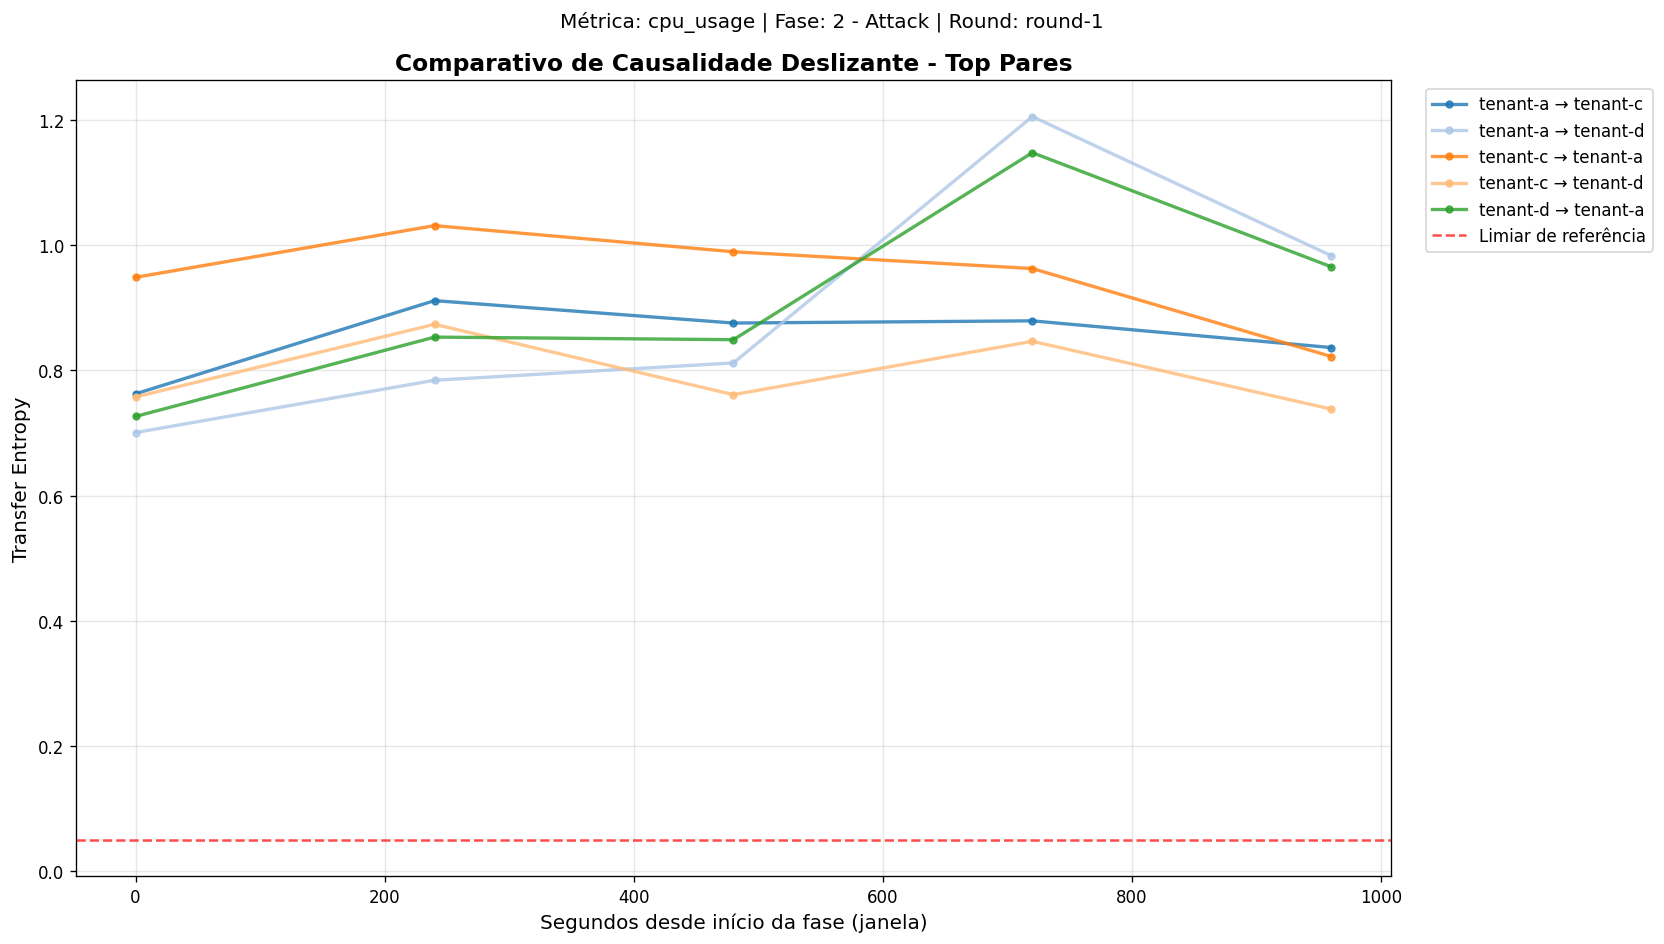 Métrica: cpu_usage | Fase: 2 - Attack | Round: round-1
Comparativo de Causalidade Deslizante - Top Pares
Transfer Entropy
1.2
1.0
0.8
0.6
0.4
0.2
0.0
0
200
400
600
800
1000
Segundos desde início da fase (janela)
tenant-a → tenant-c
tenant-a → tenant-d
tenant-c → tenant-a
tenant-c → tenant-d
tenant-d → tenant-a
Limiar de referência